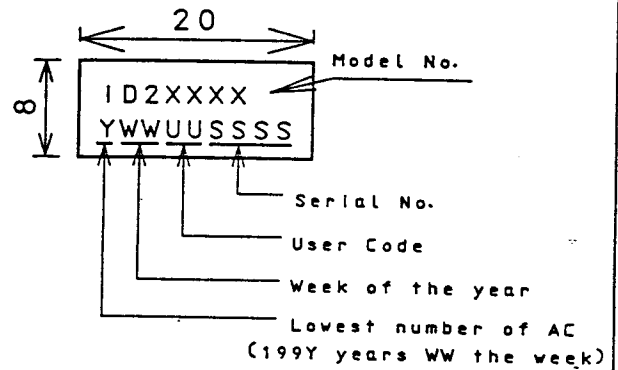 20
Model No.
8
ID2XXXX
YWWUUSSSS
Serial No.
User Code
Week of the year
Lowest number of AC
(199Y years WW the week)